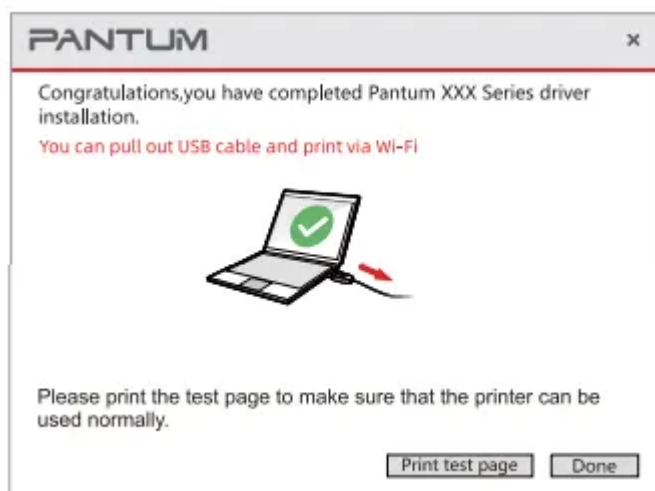 PANTUM
×
Congratulations,you have completed Pantum XXX Series driver
installation.
You can pull out USB cable and print via Wi-Fi
Please print the test page to make sure that the printer can be
used normally.
Print test page Done